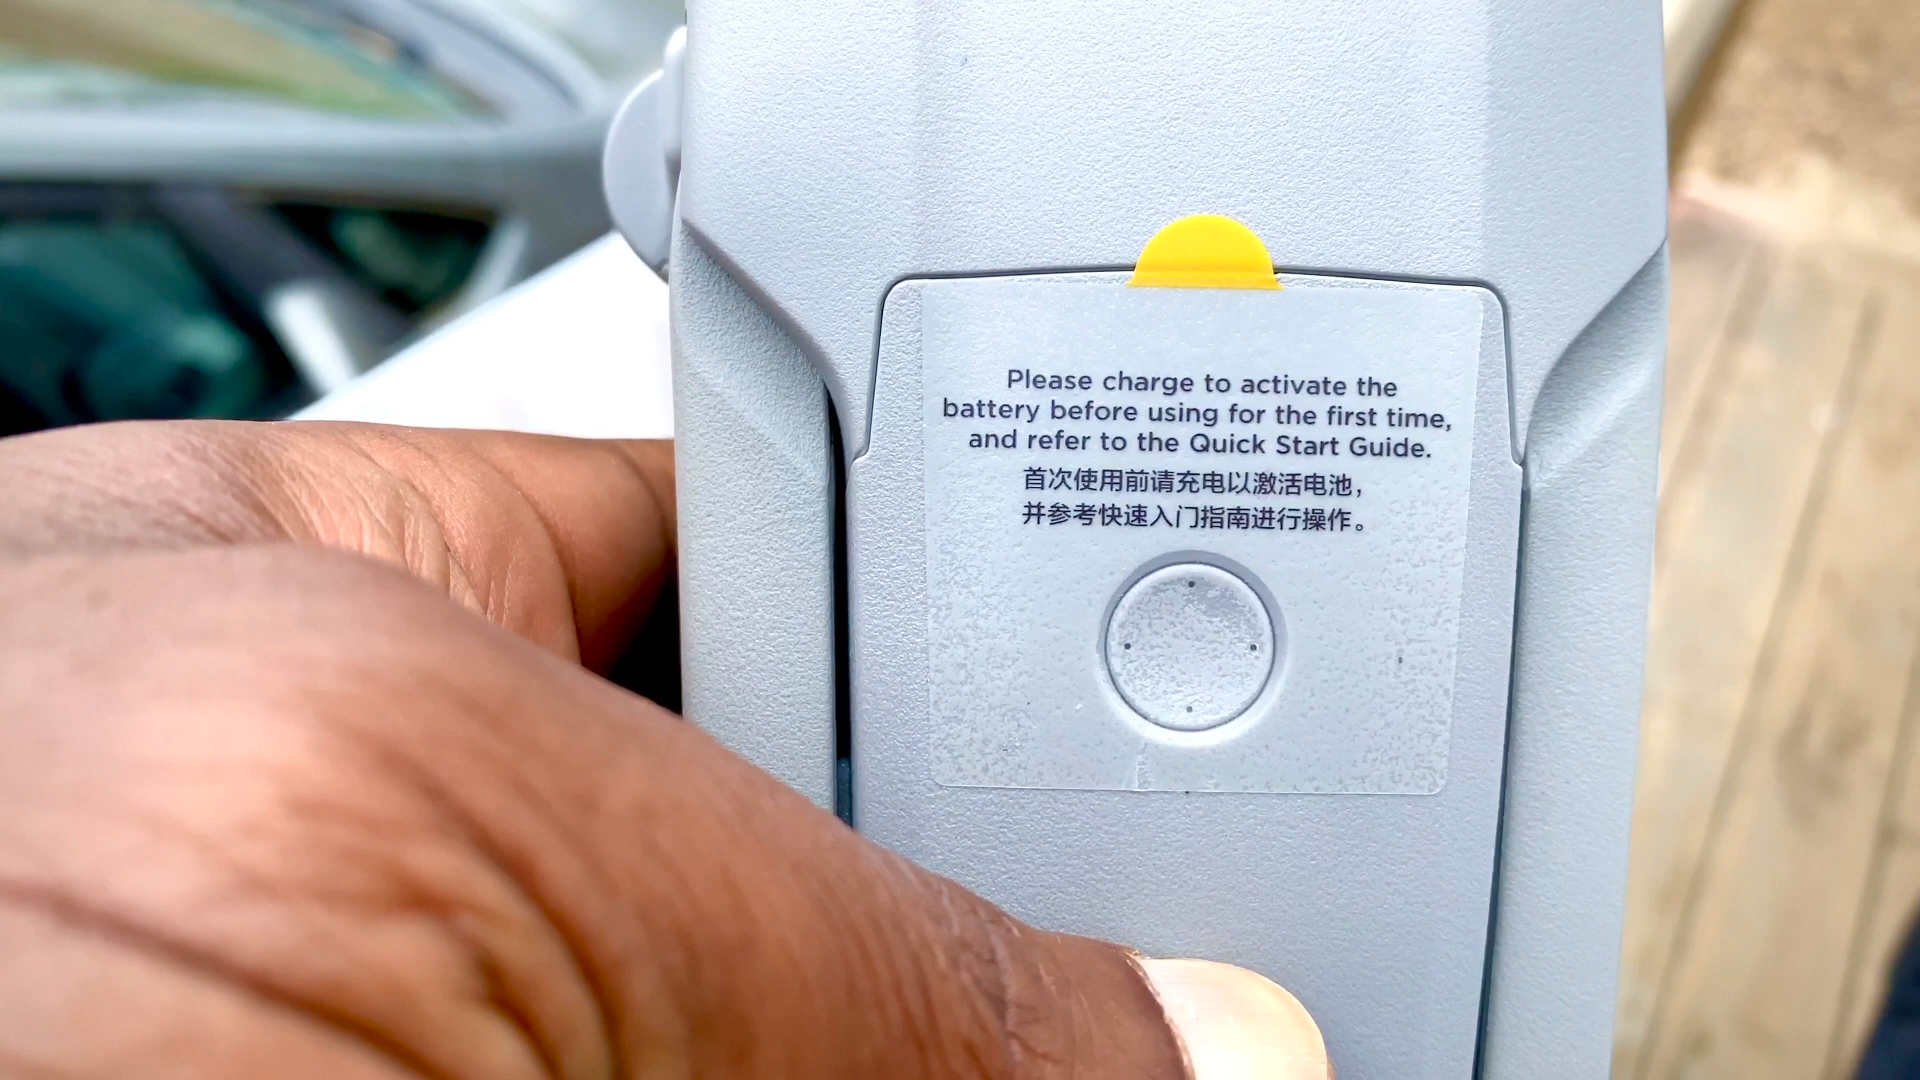 Please charge to activate the
battery before using for the first time,
and refer to the Quick Start Guide.
首次使用前请充电以激活电池，
并参考快速入门指南进行操作。